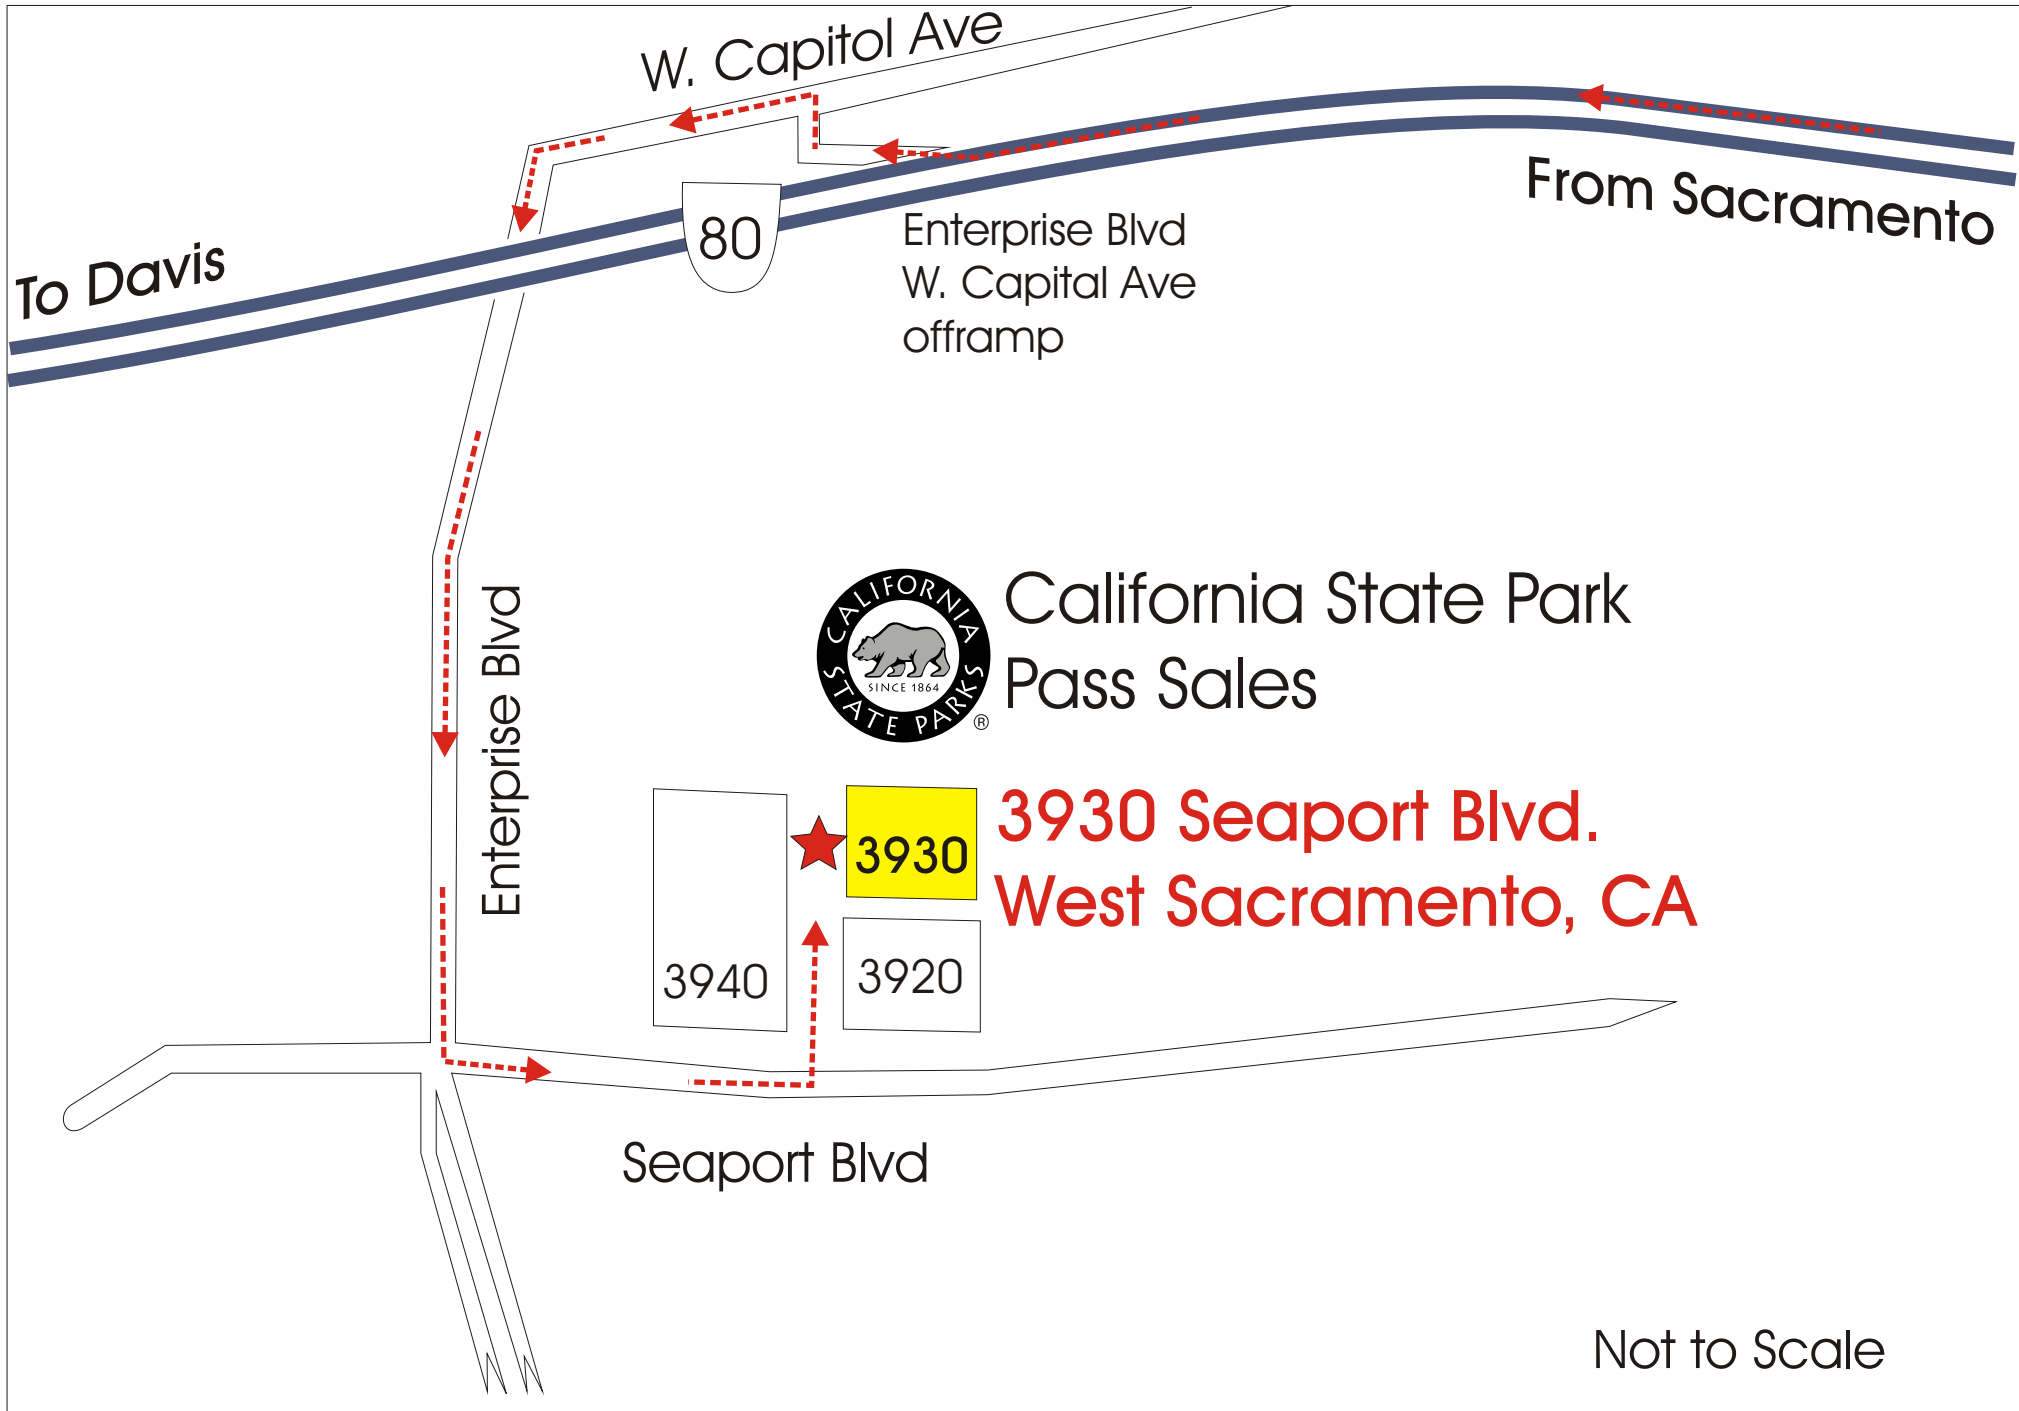 W. Capitol Ave
From Sacramento
To Davis
80
Enterprise Blvd
W. Capital Ave
offramp
Enterprise Blvd
CALIFORNIA
SINCE 1864
STATE PARKS
®
California State Park
Pass Sales
3930
3930 Seaport Blvd.
West Sacramento, CA
3940
3920
Seaport Blvd
Not to Scale